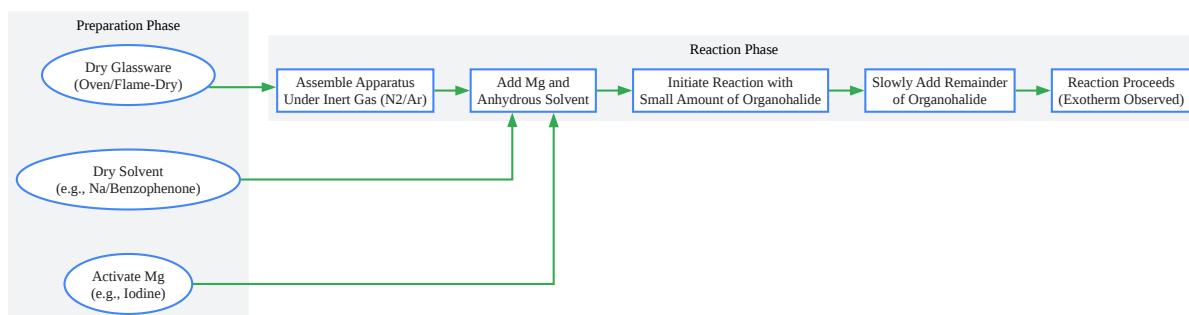 Preparation Phase
Dry Glassware
(Oven/Flame-Dry)
Dry Solvent
(e.g., Na/Benzophenone)
Activate Mg
(e.g., Iodine)
Reaction Phase
Assemble Apparatus
Under Inert Gas (N2/Ar)
Add Mg and
Anhydrous Solvent
Initiate Reaction with
Small Amount of Organohalide
Slowly Add Remainder
of Organohalide
Reaction Proceeds
(Exotherm Observed)